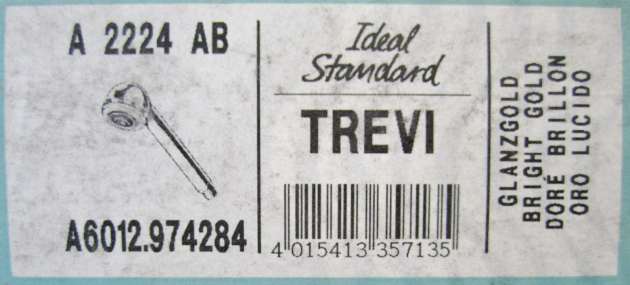 A 2224 AB
A6012.974284
Ideal
Standard
TREVI
4 015413 357135
GLANZGOLD
BRIGHT GOLD
DORÉ BRILLON
ORO LUCIDO